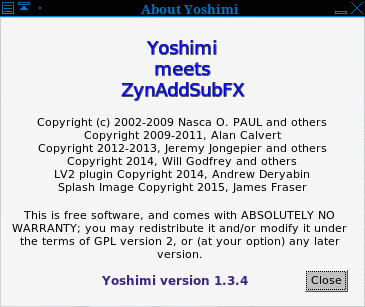 About Yoshimi
Yoshimi
meets
ZynAddSubFX
Copyright (c) 2002-2009 Nasca O. PAUL and others
Copyright 2009-2011, Alan Calvert
Copyright 2012-2013, Jeremy Jongepier and others
Copyright 2014, Will Godfrey and others
LV2 plugin Copyright 2014, Andrew Deryabin
Splash Image Copyright 2015, James Fraser
This is free software, and comes with ABSOLUTELY NO
WARRANTY; you may redistribute it and/or modify it under
the terms of GPL version 2, or (at your option) any later
version.
Yoshimi version 1.3.4
Close